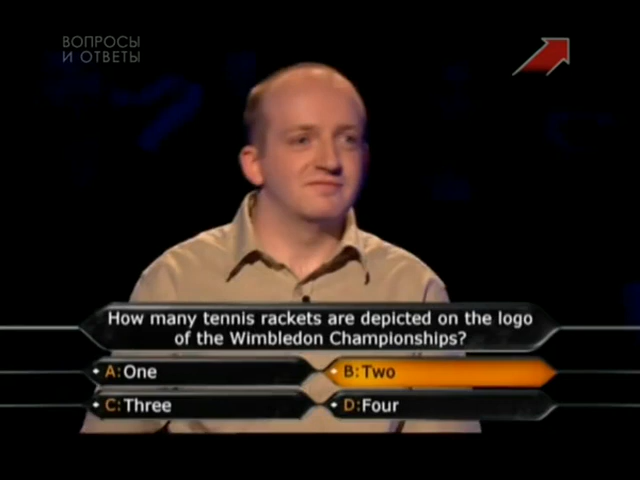 ВОПРОСЫ
И ОТВЕТЫ
How many tennis rackets are depicted on the logo
of the Wimbledon Championships?
A: One
B: Two
C: Three
D: Four